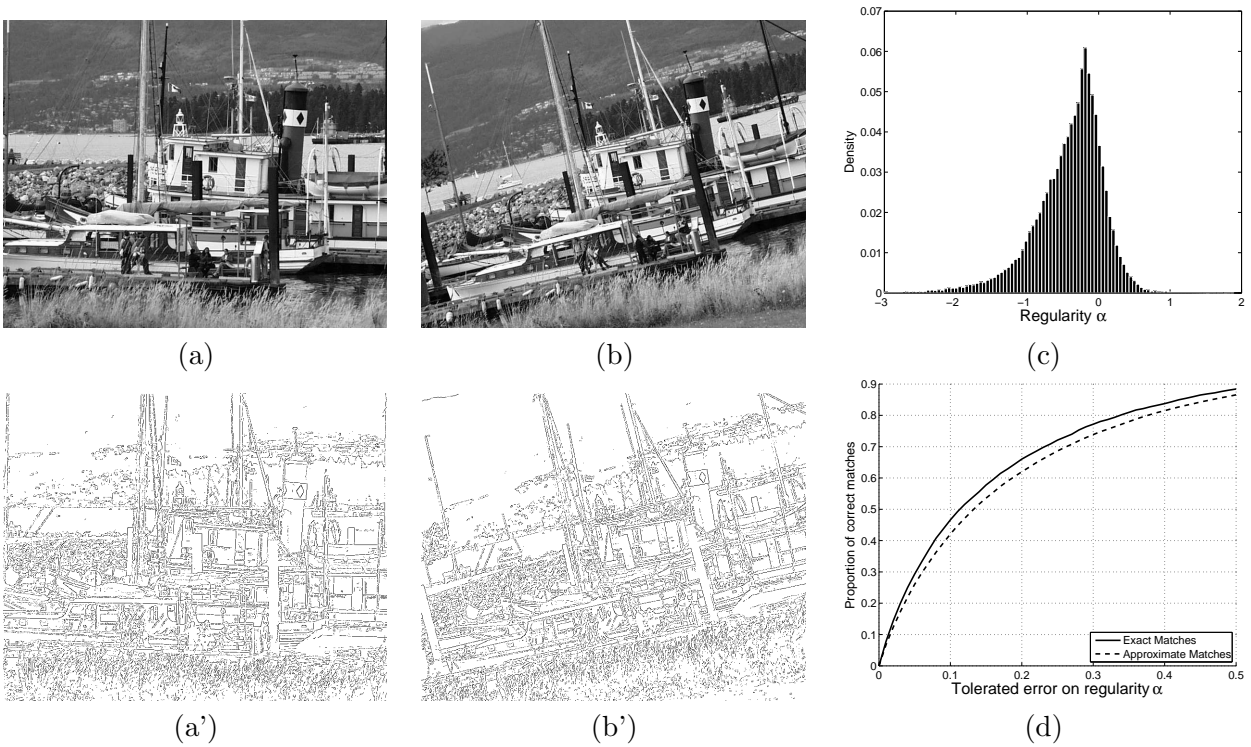 0.07
0.06
0.05
0.04
0.03
0.02
0.01
0
Density
−3 −2 −1 0 1 2
Regularity α
(a) (b) (c)
0.9
0.8
0.7
0.6
0.5
0.4
0.3
0.2
0.1
0
Proportion of correct matches
Exact Matches
Approximate Matches
0 0.1 0.2 0.3 0.4 0.5
Tolerated error on regularity α
(a’) (b’) (d)